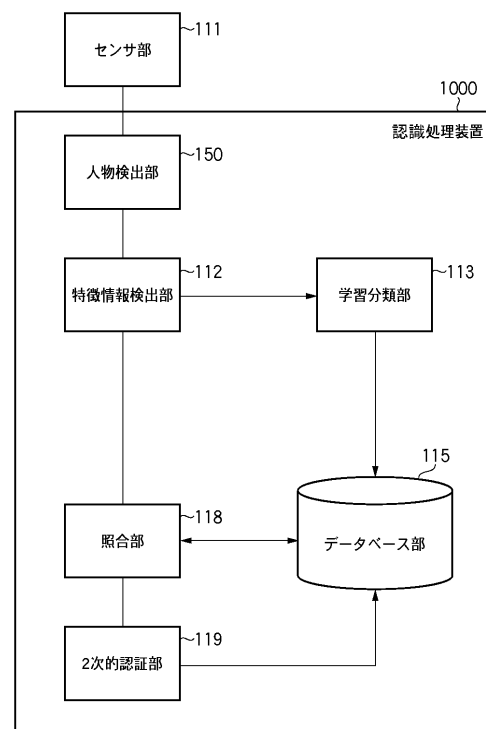 センサ部
111
1000
認識処理装置
人物検出部
150
特徴情報検出部
112
学習分類部
113
115
データベース部
照合部
118
2次的認証部
119